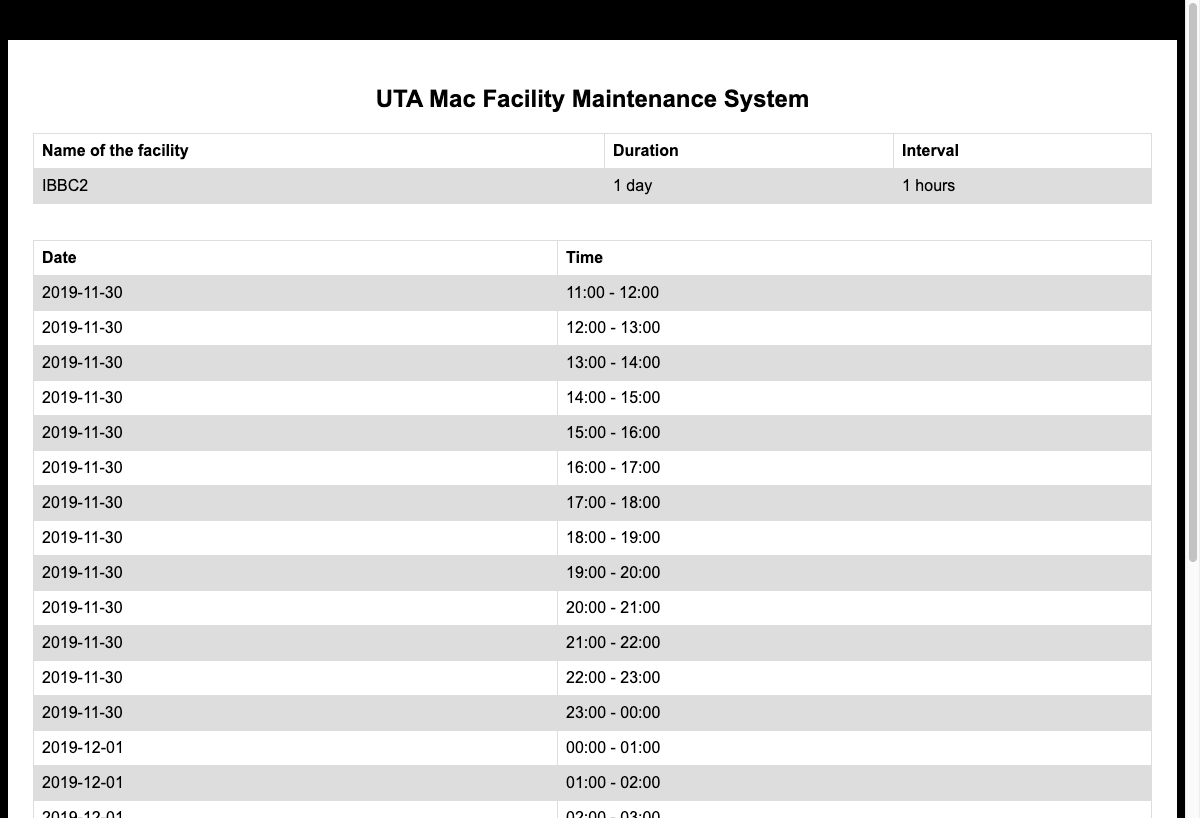 UTA Mac Facility Maintenance System
Name of the facility Duration Interval
IBBC2 1 day 1 hours
Date Time
2019-11-30 11:00 - 12:00
2019-11-30 12:00 - 13:00
2019-11-30 13:00 - 14:00
2019-11-30 14:00 - 15:00
2019-11-30 15:00 - 16:00
2019-11-30 16:00 - 17:00
2019-11-30 17:00 - 18:00
2019-11-30 18:00 - 19:00
2019-11-30 19:00 - 20:00
2019-11-30 20:00 - 21:00
2019-11-30 21:00 - 22:00
2019-11-30 22:00 - 23:00
2019-11-30 23:00 - 00:00
2019-12-01 00:00 - 01:00
2019-12-01 01:00 - 02:00
2019-12-01 02:00 - 03:00